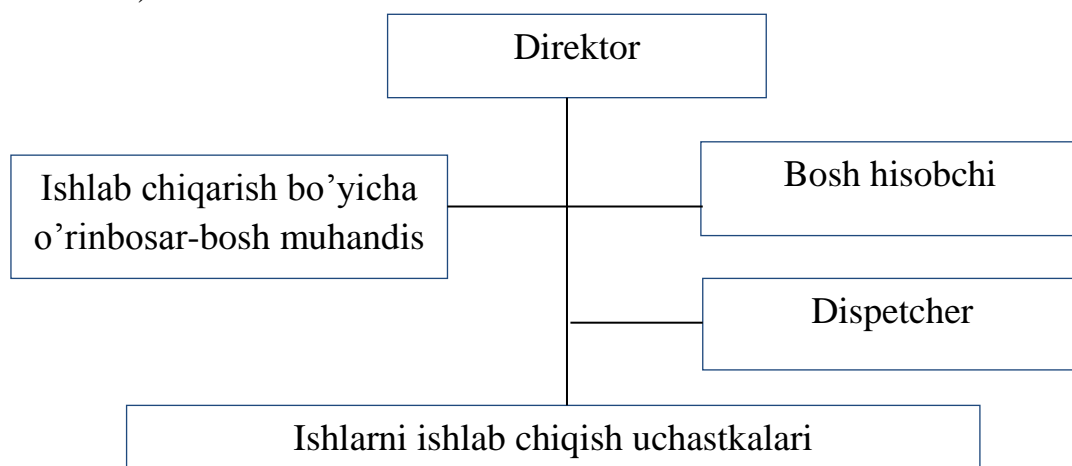 Direktor
Ishlab chiqarish bo’yicha
o’rinbosar-bosh muhandis
Bosh hisobchi
Dispetcher
Ishlarni ishlab chiqish uchastkalari